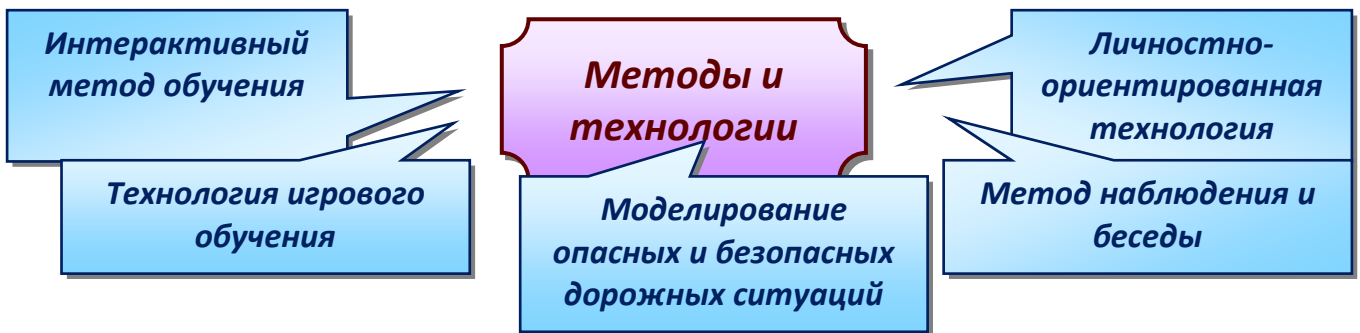 Интерактивный
метод обучения
Методы и
технологии
Личностно-
ориентированная
технология
Технология игрового
обучения
Моделирование
опасных и безопасных
дорожных ситуаций
Метод наблюдения и
беседы